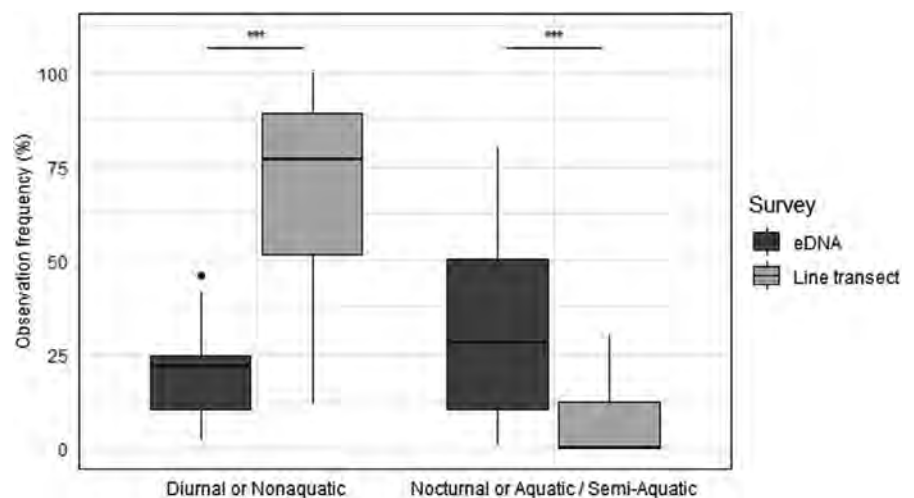 *** ***
100
75
50
25
0
Observation frequency (%)
Diurnal or Nonaquatic Nocturnal or Aquatic / Semi-Aquatic
Survey
eDNA
Line transect